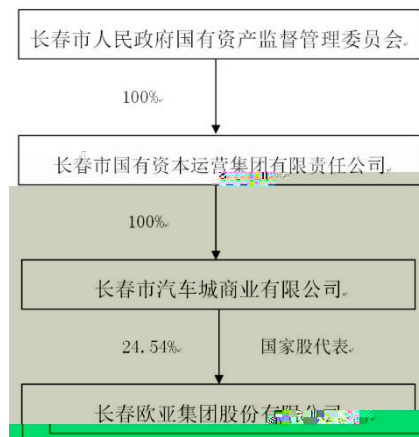 长春市人民政府国有资产监督管理委员会
100%
长春市国有资本运营集团有限责任公司
100%
长春市汽车城商业有限公司
24.54% 国家股代表
长春欧亚集团股份有限公司